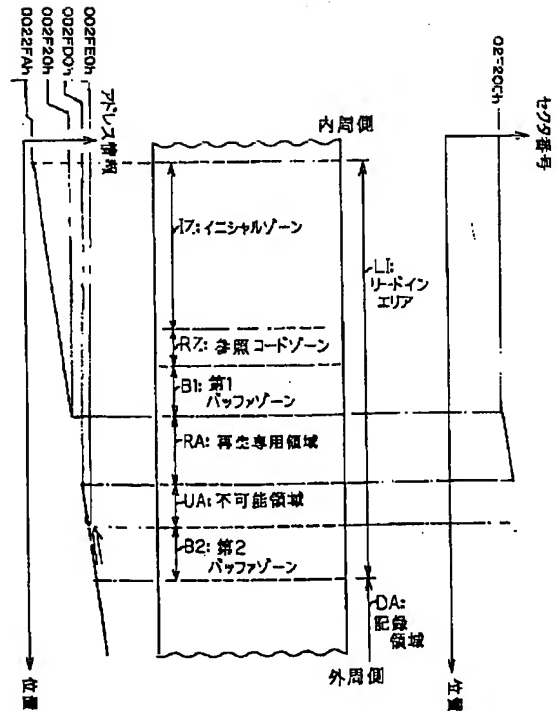 002FE0h
002FD0h
002F20h
0022FAh
アドレス情報
位置
内周側
IZ: イニシャルゾーン
RZ: 参照コードゾーン
B1: 第1
バッファゾーン
RA: 再生専用領域
UA: 不可能領域
B2: 第2
バッファゾーン
LI:
リードイン
エリア
DA:
記録
領域
外周側
セクタ番号
位置